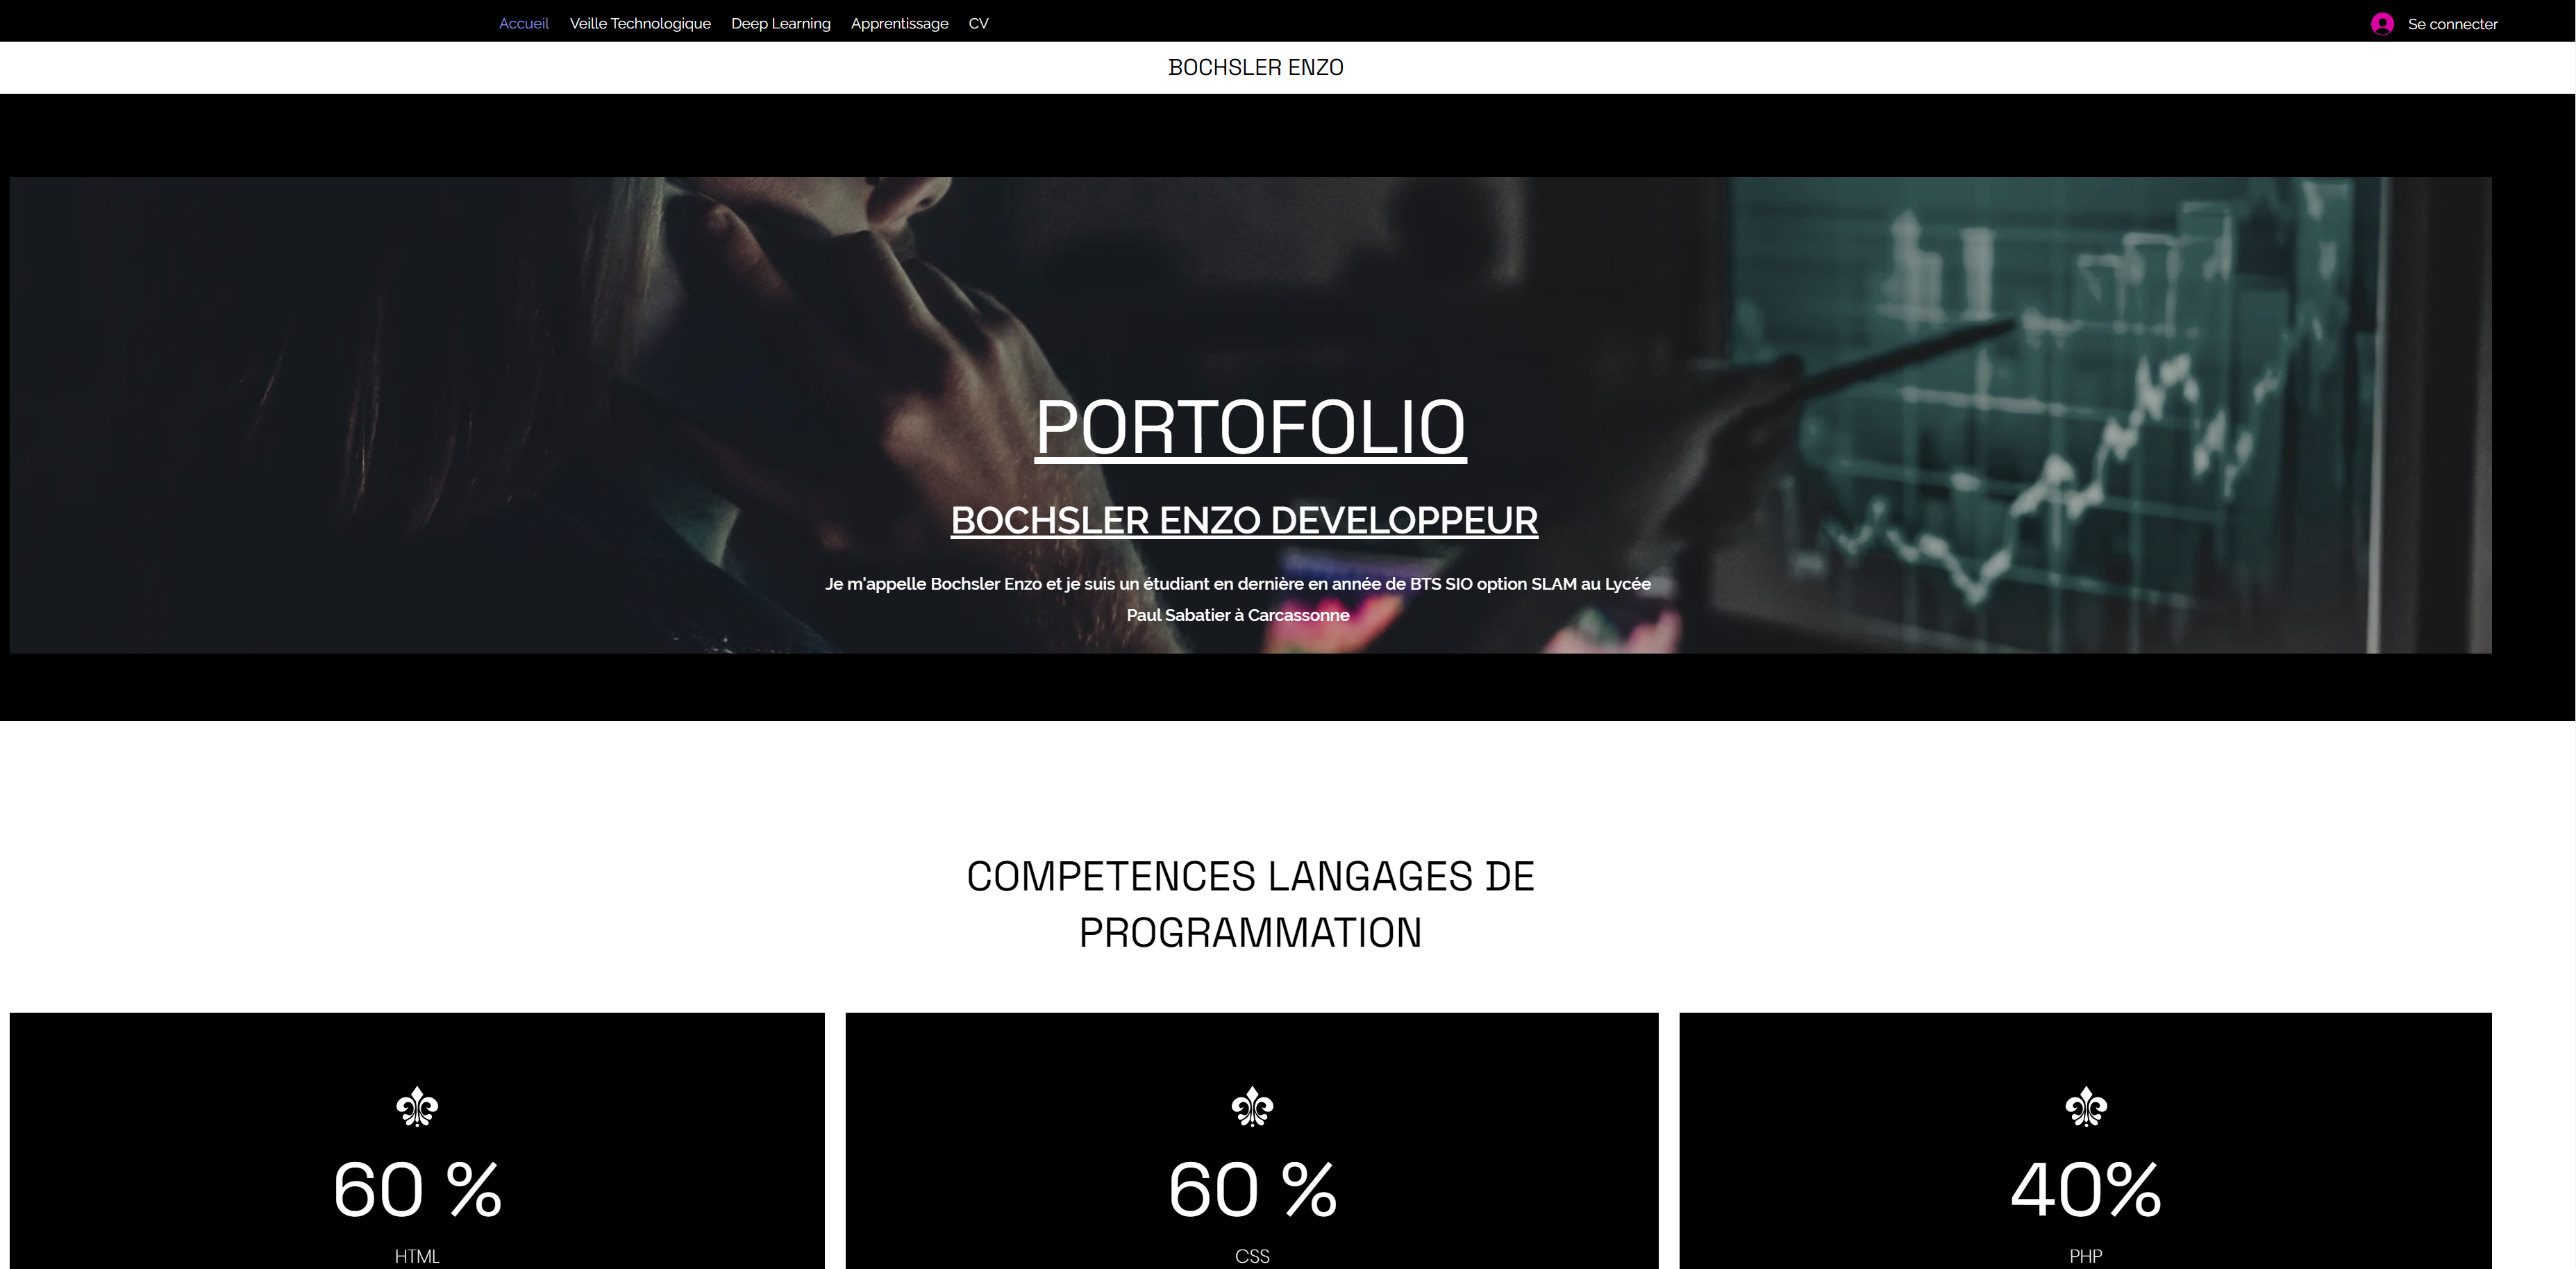 Accueil Veille Technologique Deep Learning Apprentissage CV Se connecter
BOCHSLER ENZO
PORTOFOLIO
BOCHSLER ENZO DEVELOPPEUR
Je m'appelle Bochsler Enzo et je suis un étudiant en dernière en année de BTS SIO option SLAM au Lycée
Paul Sabatier à Carcassonne
COMPETENCES LANGAGES DE
PROGRAMMATION
60 %
HTML
60 %
CSS
40%
PHP